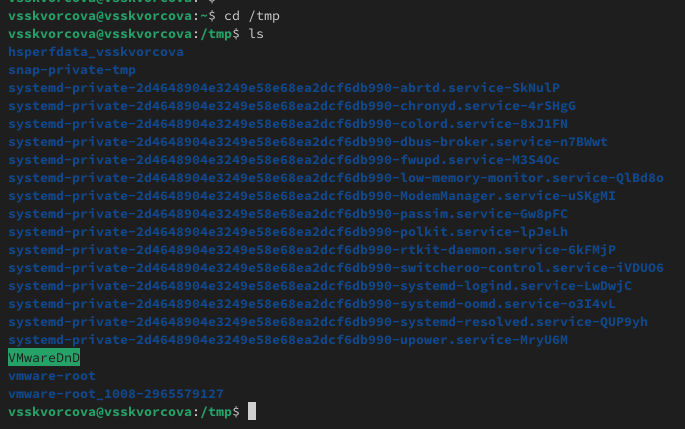 vsskvorcova@vsskvorcova:~$ cd /tmp
vsskvorcova@vsskvorcova:/tmp$ ls
hsperfdata_vsskvorcova
snap-private-tmp
systemd-private-2d4648904e3249e58e68ea2dcf6db990-abrtd.service-SkNulP
systemd-private-2d4648904e3249e58e68ea2dcf6db990-chronyd.service-4rSHgG
systemd-private-2d4648904e3249e58e68ea2dcf6db990-colord.service-8xJ1FN
systemd-private-2d4648904e3249e58e68ea2dcf6db990-dbus-broker.service-n7BWwt
systemd-private-2d4648904e3249e58e68ea2dcf6db990-fwupd.service-M3S4Oc
systemd-private-2d4648904e3249e58e68ea2dcf6db990-low-memory-monitor.service-QlBd8o
systemd-private-2d4648904e3249e58e68ea2dcf6db990-ModemManager.service-uSKgMI
systemd-private-2d4648904e3249e58e68ea2dcf6db990-passim.service-Gw8pFC
systemd-private-2d4648904e3249e58e68ea2dcf6db990-polkit.service-lpJeLh
systemd-private-2d4648904e3249e58e68ea2dcf6db990-rtkit-daemon.service-6kFMjP
systemd-private-2d4648904e3249e58e68ea2dcf6db990-switcheroo-control.service-iVDUO6
systemd-private-2d4648904e3249e58e68ea2dcf6db990-systemd-logind.service-LwDwjC
systemd-private-2d4648904e3249e58e68ea2dcf6db990-systemd-oomd.service-o3I4vL
systemd-private-2d4648904e3249e58e68ea2dcf6db990-systemd-resolved.service-QUP9yh
systemd-private-2d4648904e3249e58e68ea2dcf6db990-upower.service-MryU6M
VMwareDnD
vmware-root
vmware-root_1008-2965579127
vsskvorcova@vsskvorcova:/tmp$